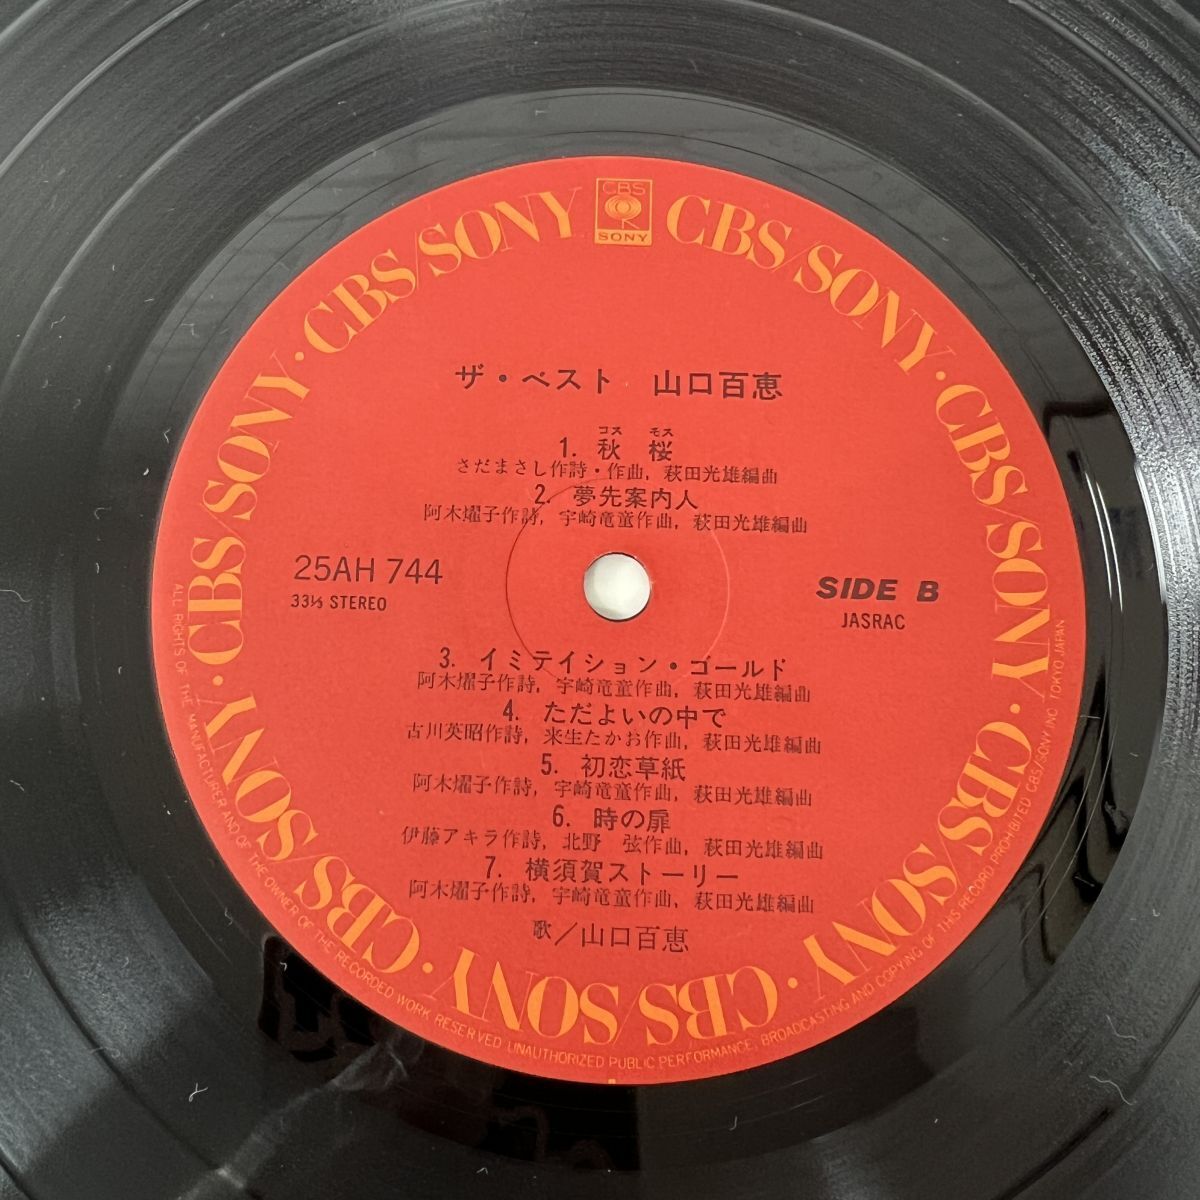 CBS
SONY
CBS/SONY · CBS/SONY · CBS/SONY · CBS/SONY · CBS/SONY · CBS/SONY · CBS/SONY
ザ・ベスト 山口百恵
コス モス
1. 秋 桜
さだまさし作詩・作曲, 萩田光雄編曲
2. 夢先案内人
阿木燿子作詩, 宇崎竜童作曲, 萩田光雄編曲
25AH 744
33⅓ STEREO
SIDE B
JASRAC
3. イミテイション・ゴールド
阿木燿子作詩, 宇崎竜童作曲, 萩田光雄編曲
4. ただよいの中で
古川英昭作詩, 来生たかお作曲, 萩田光雄編曲
5. 初恋草紙
阿木燿子作詩, 宇崎竜童作曲, 萩田光雄編曲
6. 時の扉
伊藤アキラ作詩, 北野 弦作曲, 萩田光雄編曲
7. 横須賀ストーリー
阿木燿子作詩, 宇崎竜童作曲, 萩田光雄編曲
歌／山口百恵
ALL RIGHTS OF THE MANUFACTURER AND OF THE OWNER OF THE RECORDED WORK RESERVED UNAUTHORIZED PUBLIC PERFORMANCE, BROADCASTING AND COPYING OF THIS RECORD PROHIBITED CBS/SONY INC. TOKYO JAPAN